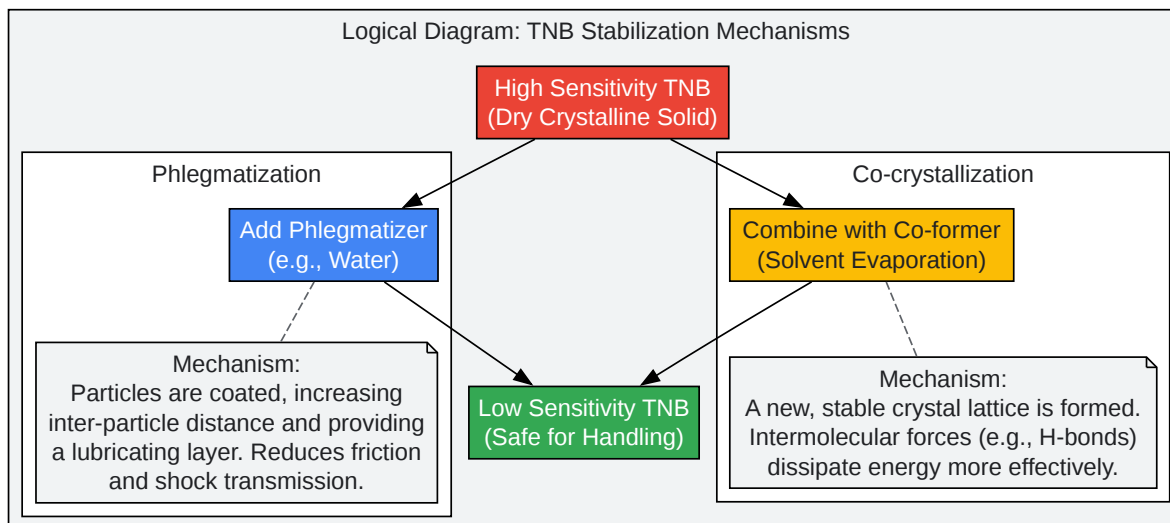 Logical Diagram: TNB Stabilization Mechanisms
High Sensitivity TNB
(Dry Crystalline Solid)
Phlegmatization
Add Phlegmatizer
(e.g., Water)
Mechanism:
Particles are coated, increasing
inter-particle distance and providing
a lubricating layer. Reduces friction
and shock transmission.
Co-crystallization
Combine with Co-former
(Solvent Evaporation)
Mechanism:
A new, stable crystal lattice is formed.
Intermolecular forces (e.g., H-bonds)
dissipate energy more effectively.
Low Sensitivity TNB
(Safe for Handling)